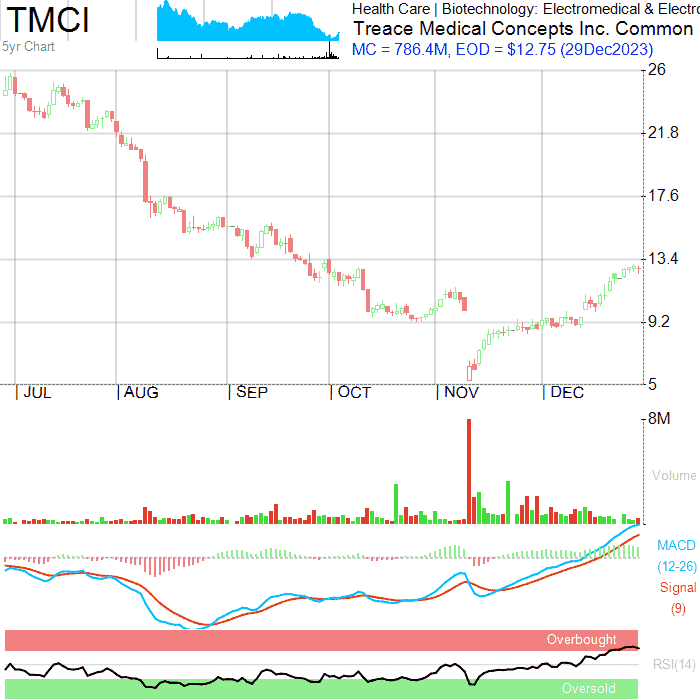 TMCI
5yr Chart
Health Care | Biotechnology: Electromedical & Electro
Treace Medical Concepts Inc. Common
MC = 786.4M, EOD = $12.75 (29Dec2023)
26
21.8
17.6
13.4
9.2
5
JUL AUG SEP OCT NOV DEC
8M
Volume
MACD
(12-26)
Signal
(9)
Overbought
RSI(14)
Oversold